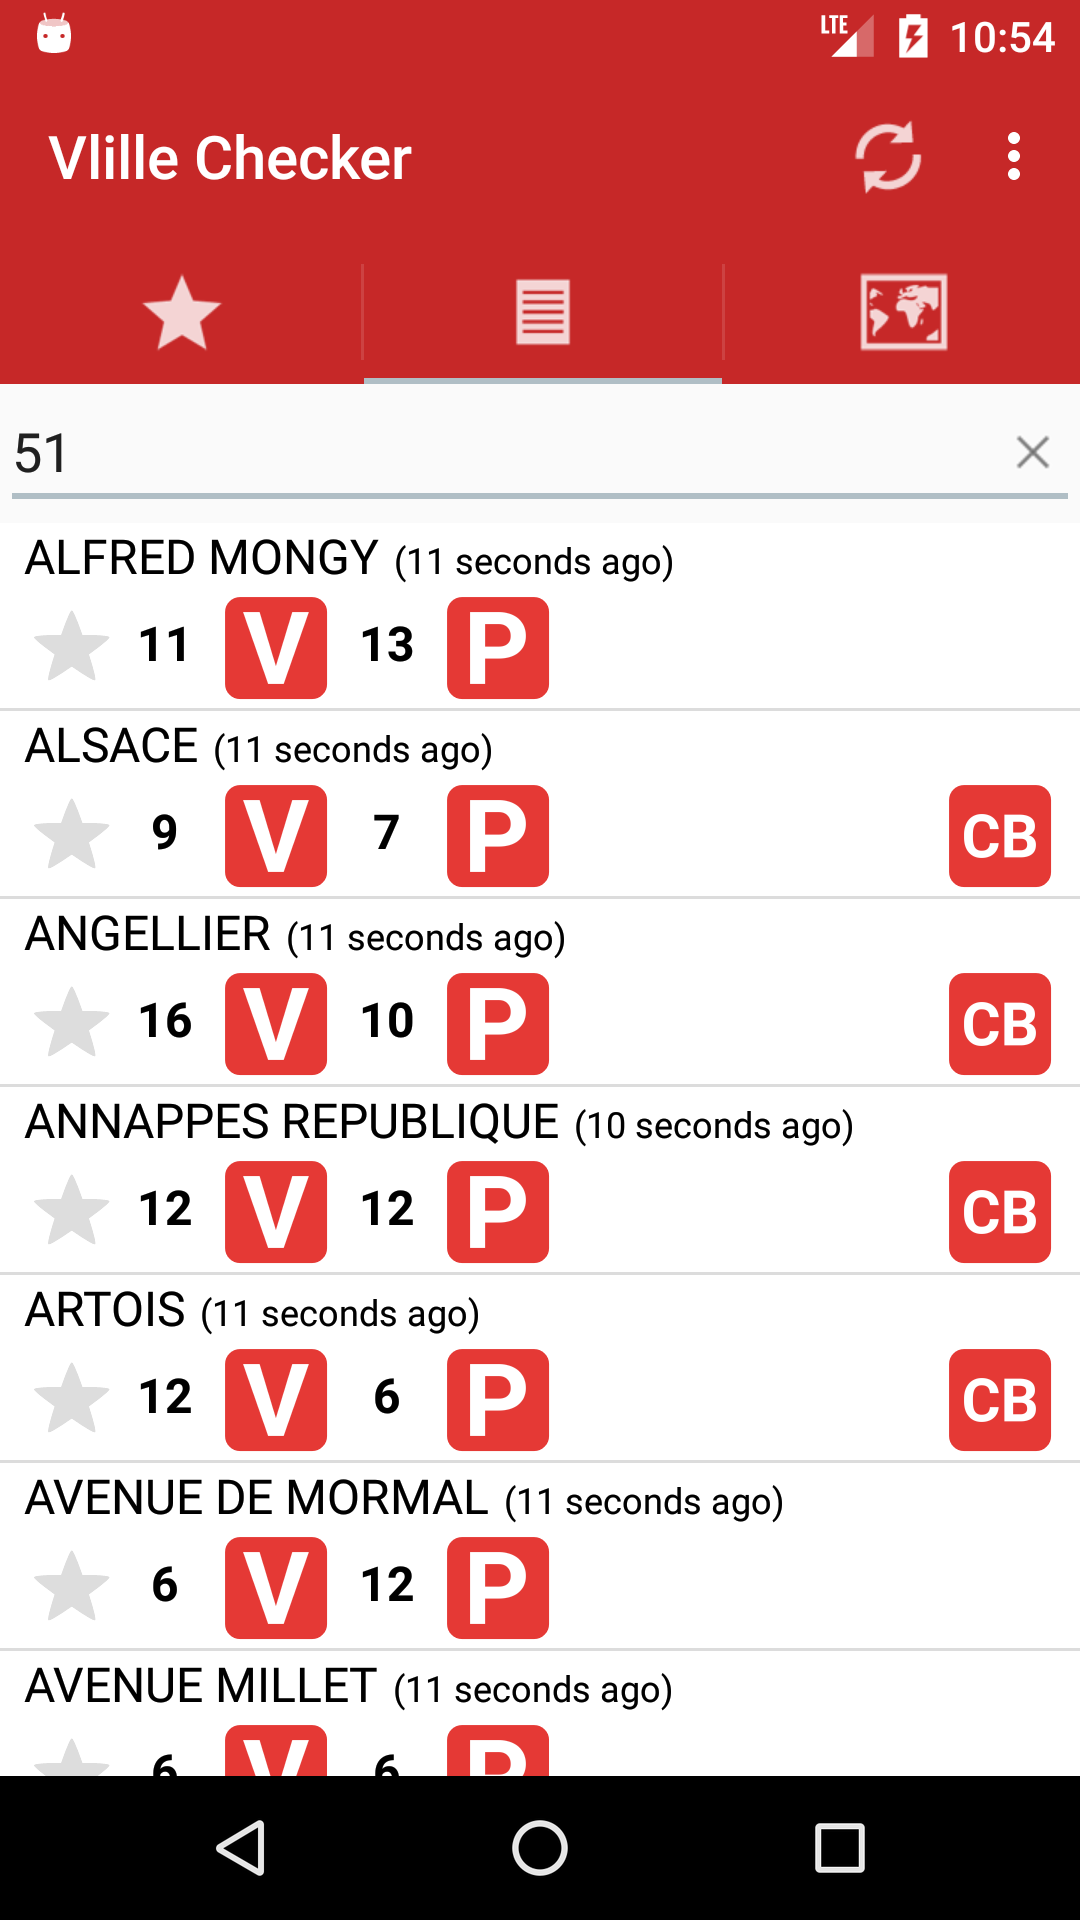 LTE 10:54
Vlille Checker
51
ALFRED MONGY (11 seconds ago)
11 V 13 P
ALSACE (11 seconds ago)
9 V 7 P CB
ANGELLIER (11 seconds ago)
16 V 10 P CB
ANNAPPES REPUBLIQUE (10 seconds ago)
12 V 12 P CB
ARTOIS (11 seconds ago)
12 V 6 P CB
AVENUE DE MORMAL (11 seconds ago)
6 V 12 P
AVENUE MILLET (11 seconds ago)
6 V 6 P